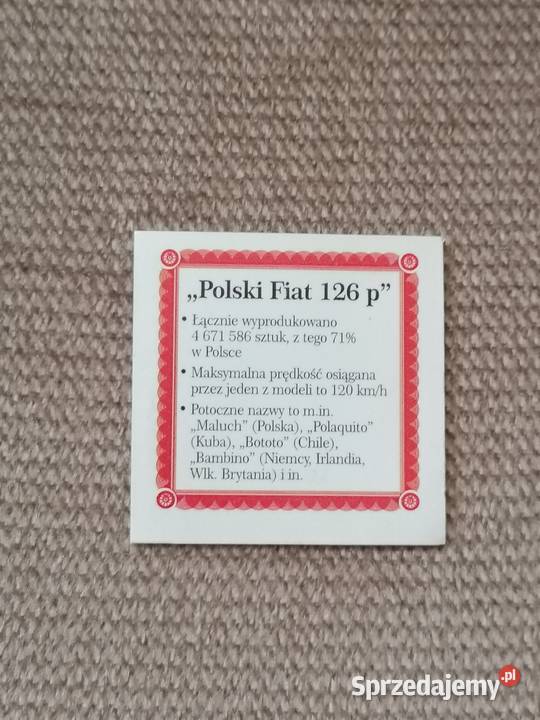 „Polski Fiat 126 p”
• Łącznie wyprodukowano
4 671 586 sztuk, z tego 71%
w Polsce
• Maksymalna prędkość osiągana
przez jeden z modeli to 120 km/h
• Potoczne nazwy to m.in.
„Maluch” (Polska), „Polaquito”
(Kuba), „Bototo” (Chile),
„Bambino” (Niemcy, Irlandia,
Wlk. Brytania) i in.
Sprzedajemy.pl